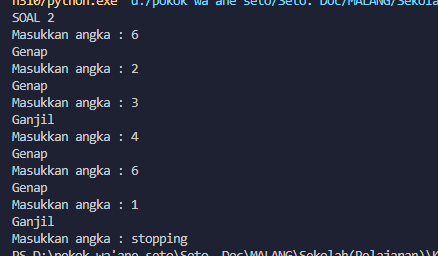 n310/python.exe" "d:/pokok wa'ane seto/Seto. Doc/MALANG/Sekola
SOAL 2
Masukkan angka : 6
Genap
Masukkan angka : 2
Genap
Masukkan angka : 3
Ganjil
Masukkan angka : 4
Genap
Masukkan angka : 6
Genap
Masukkan angka : 1
Ganjil
Masukkan angka : stopping
PS D:\pokok wa'ane seto\Seto. Doc\MALANG\Sekolah(Pelajaran)\K